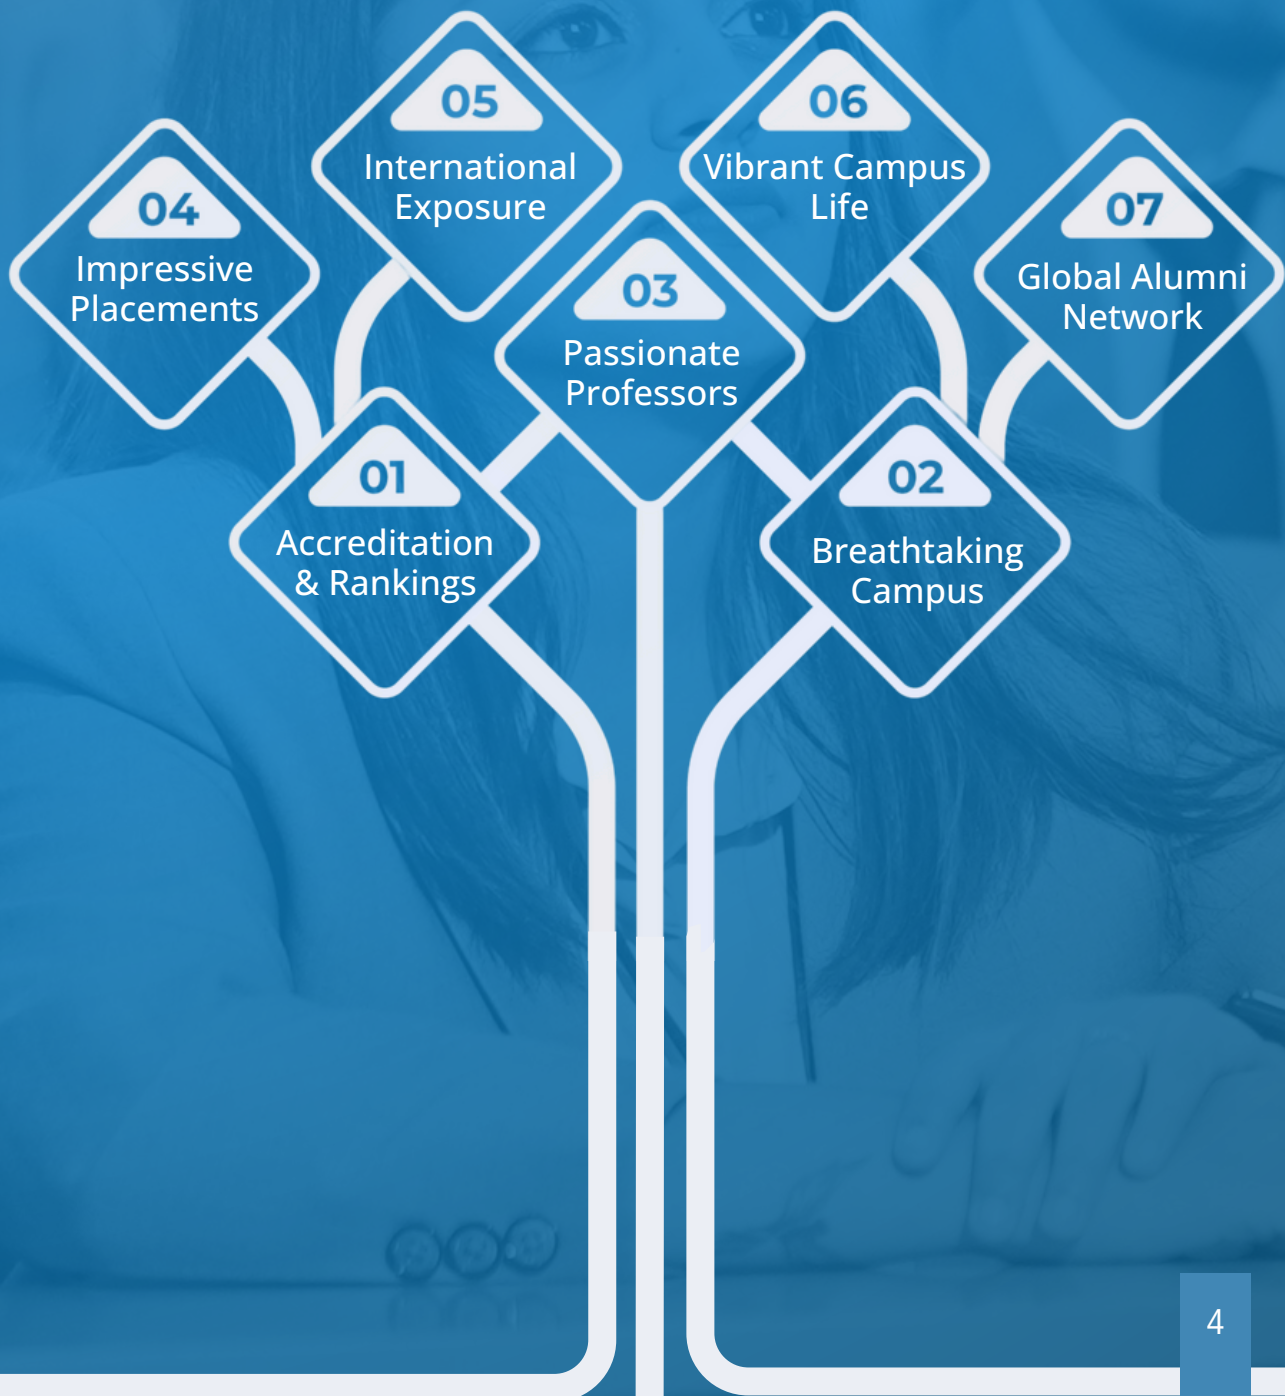 05
International
Exposure
06
Vibrant Campus
Life
04
Impressive
Placements
07
Global Alumni
Network
03
Passionate
Professors
01
Accreditation
& Rankings
02
Breathtaking
Campus
4